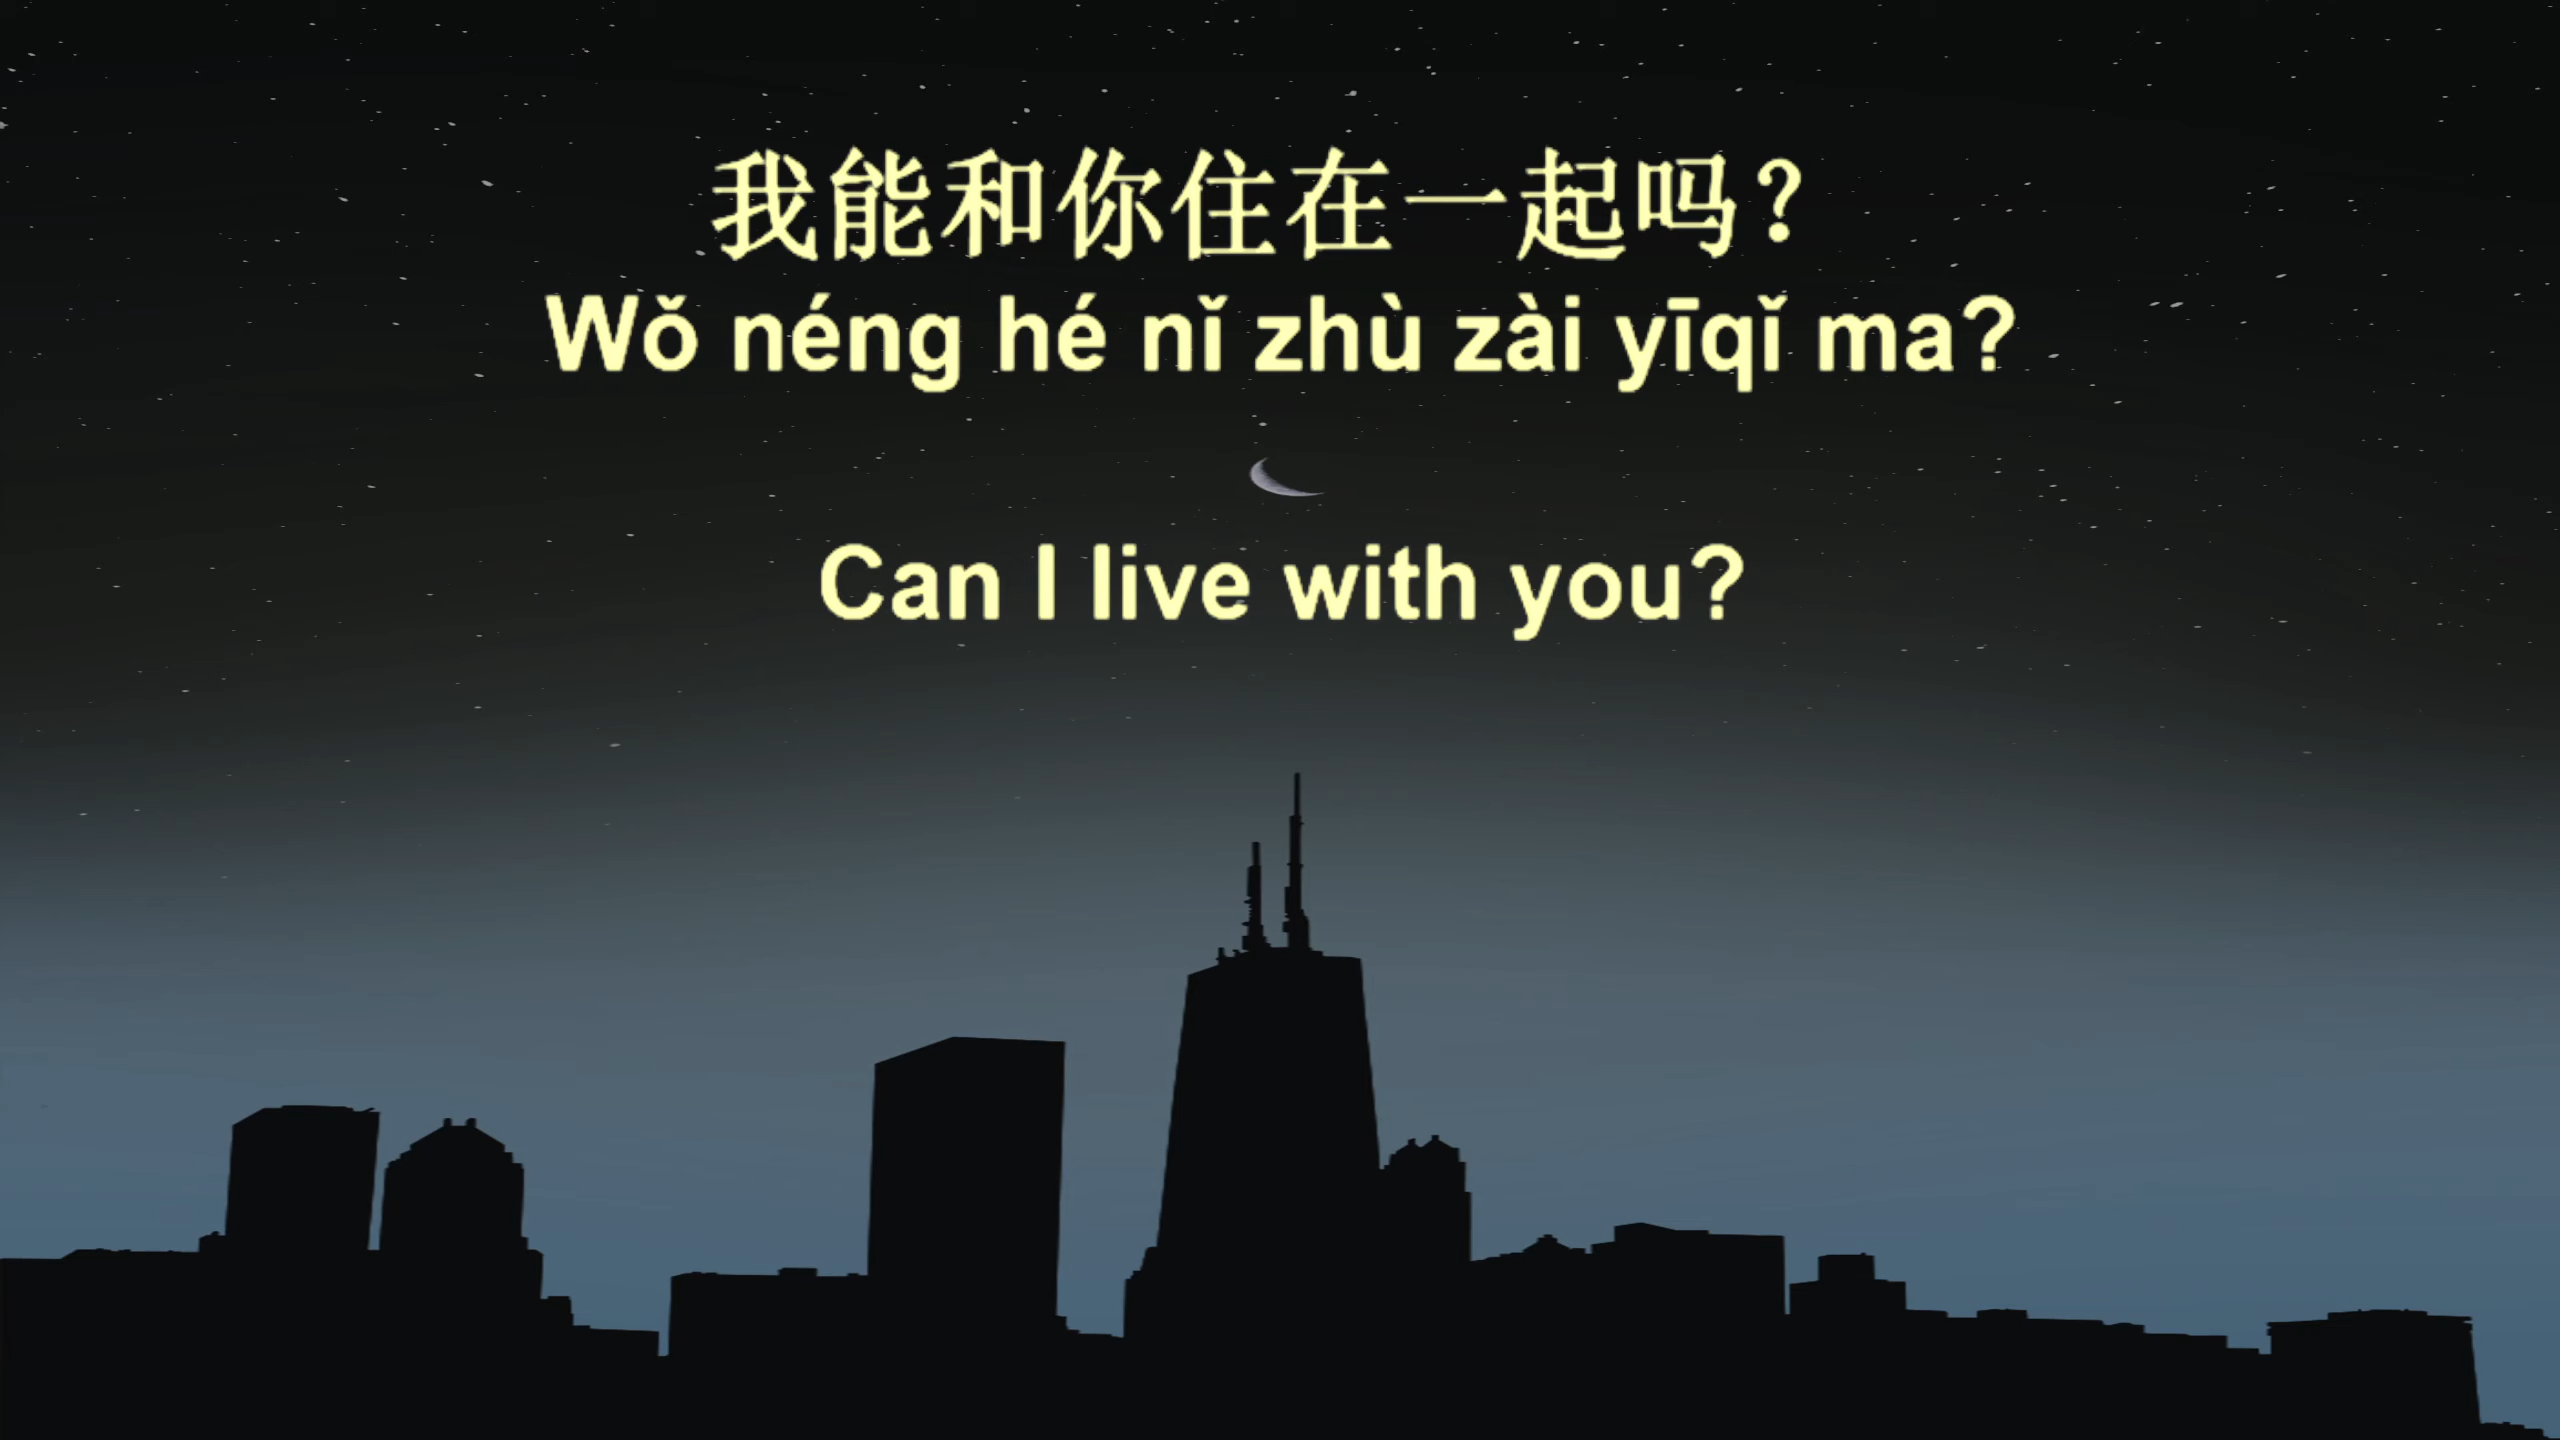 我能和你住在一起吗？
Wǒ néng hé nǐ zhù zài yīqǐ ma?
Can I live with you?